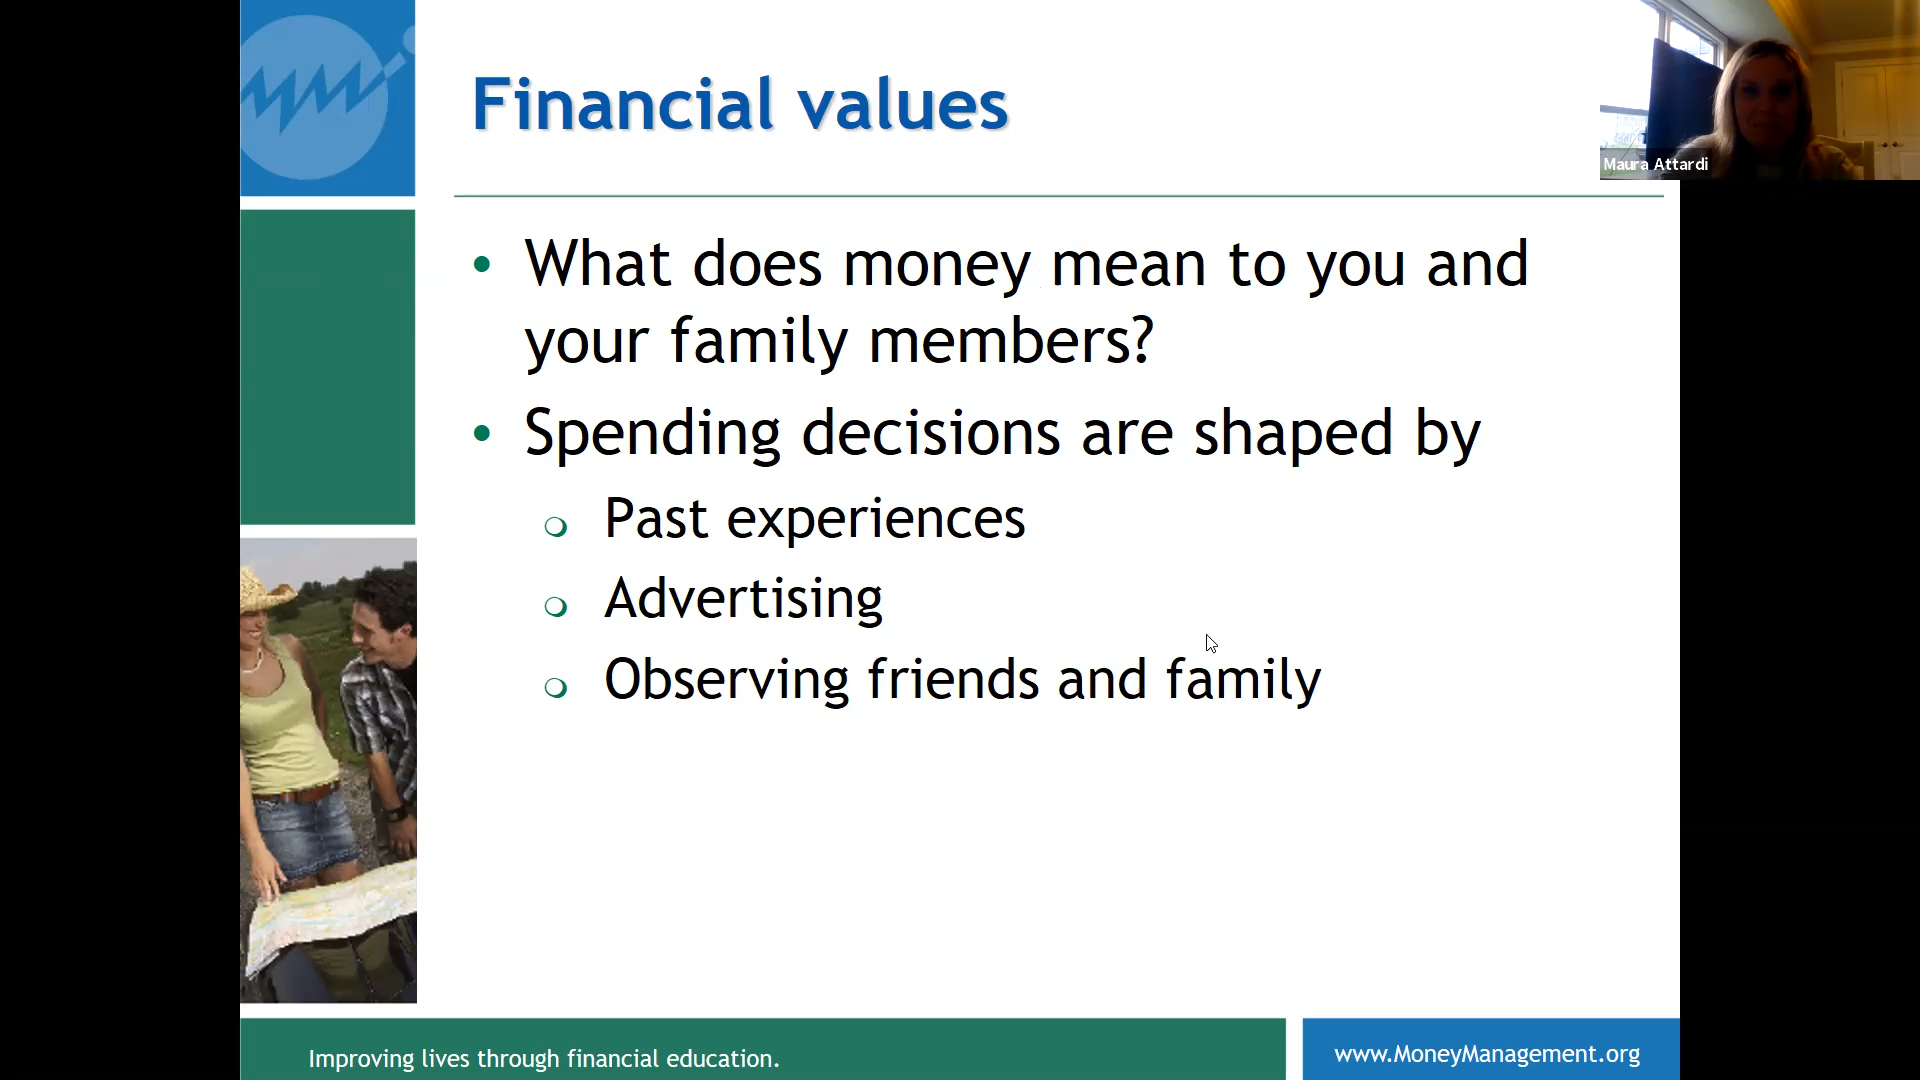 Financial values
Maura Attardi
• What does money mean to you and
your family members?
• Spending decisions are shaped by
○ Past experiences
○ Advertising
○ Observing friends and family
Improving lives through financial education.
www.MoneyManagement.org